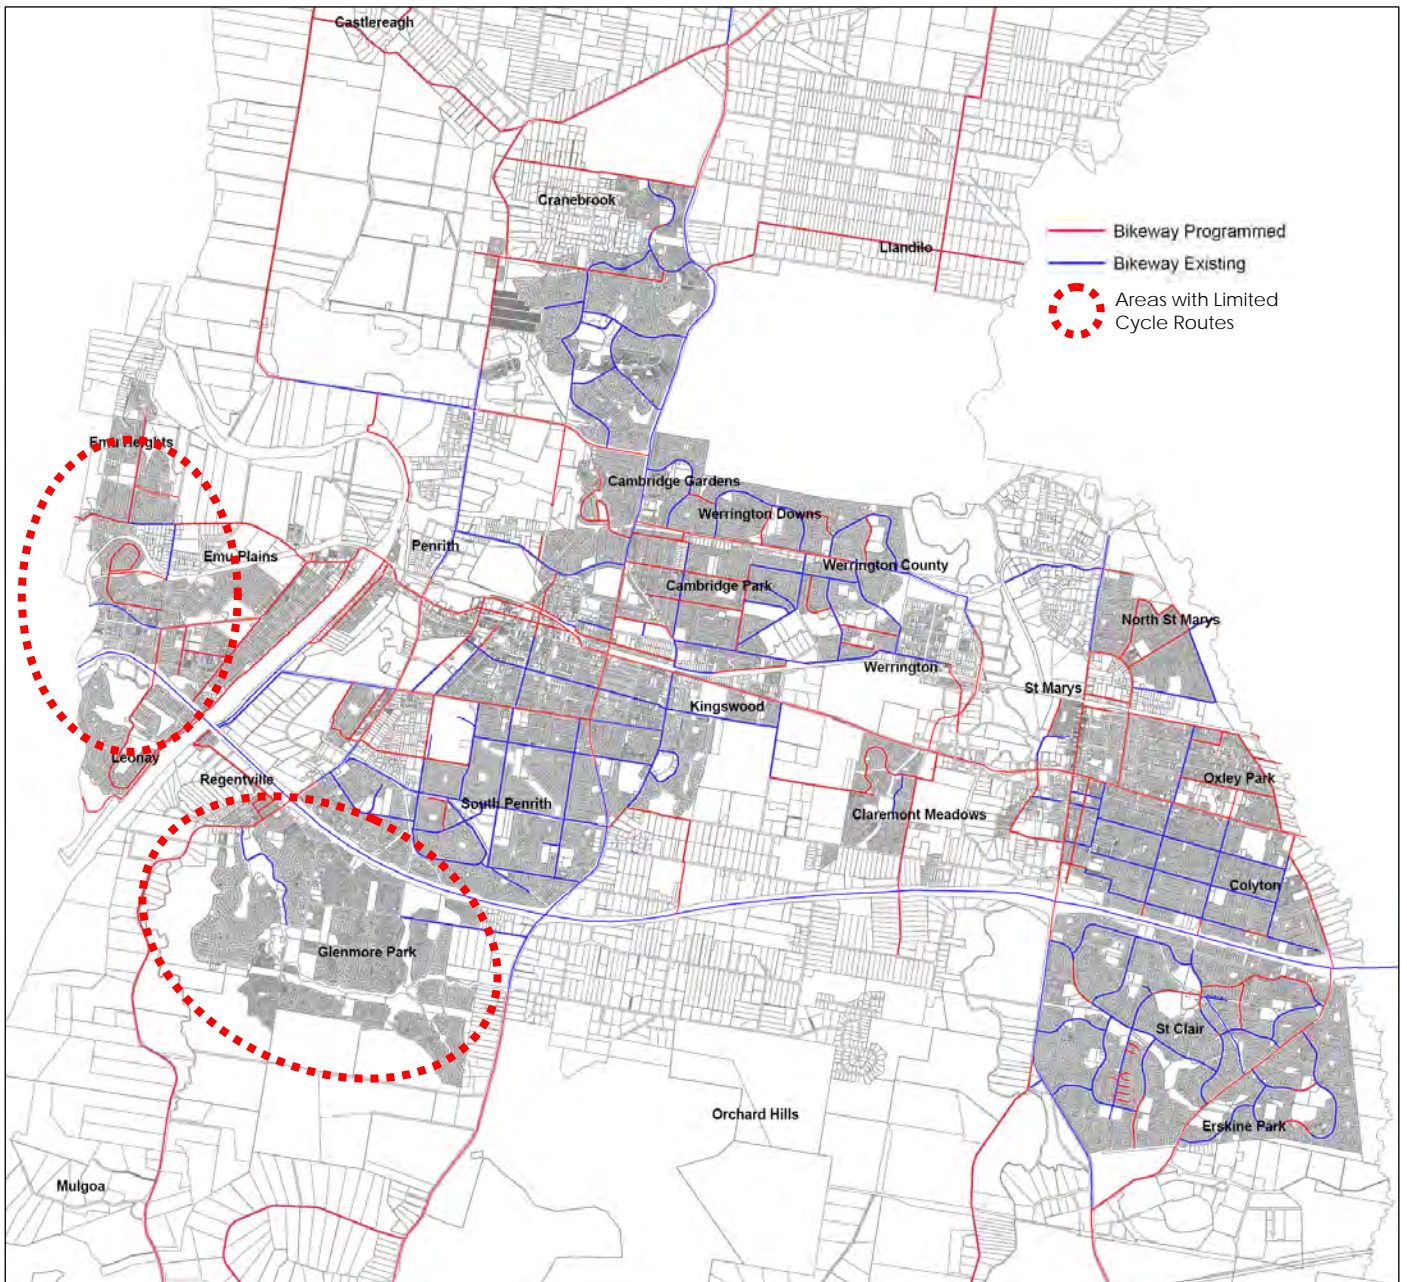 Castlereagh
Cranebrook
Llandilo
Bikeway Programmed
Bikeway Existing
Areas with Limited
Cycle Routes
Emu Heights
Cambridge Gardens
Werrington Downs
Penrith
Emu Plains
Werrington County
Cambridge Park
North St Marys
Werrington
St Marys
Kingswood
Leonay
Regentville
Oxley Park
South Penrith
Claremont Meadows
Colyton
Glenmore Park
St Clair
Orchard Hills
Erskine Park
Mulgoa